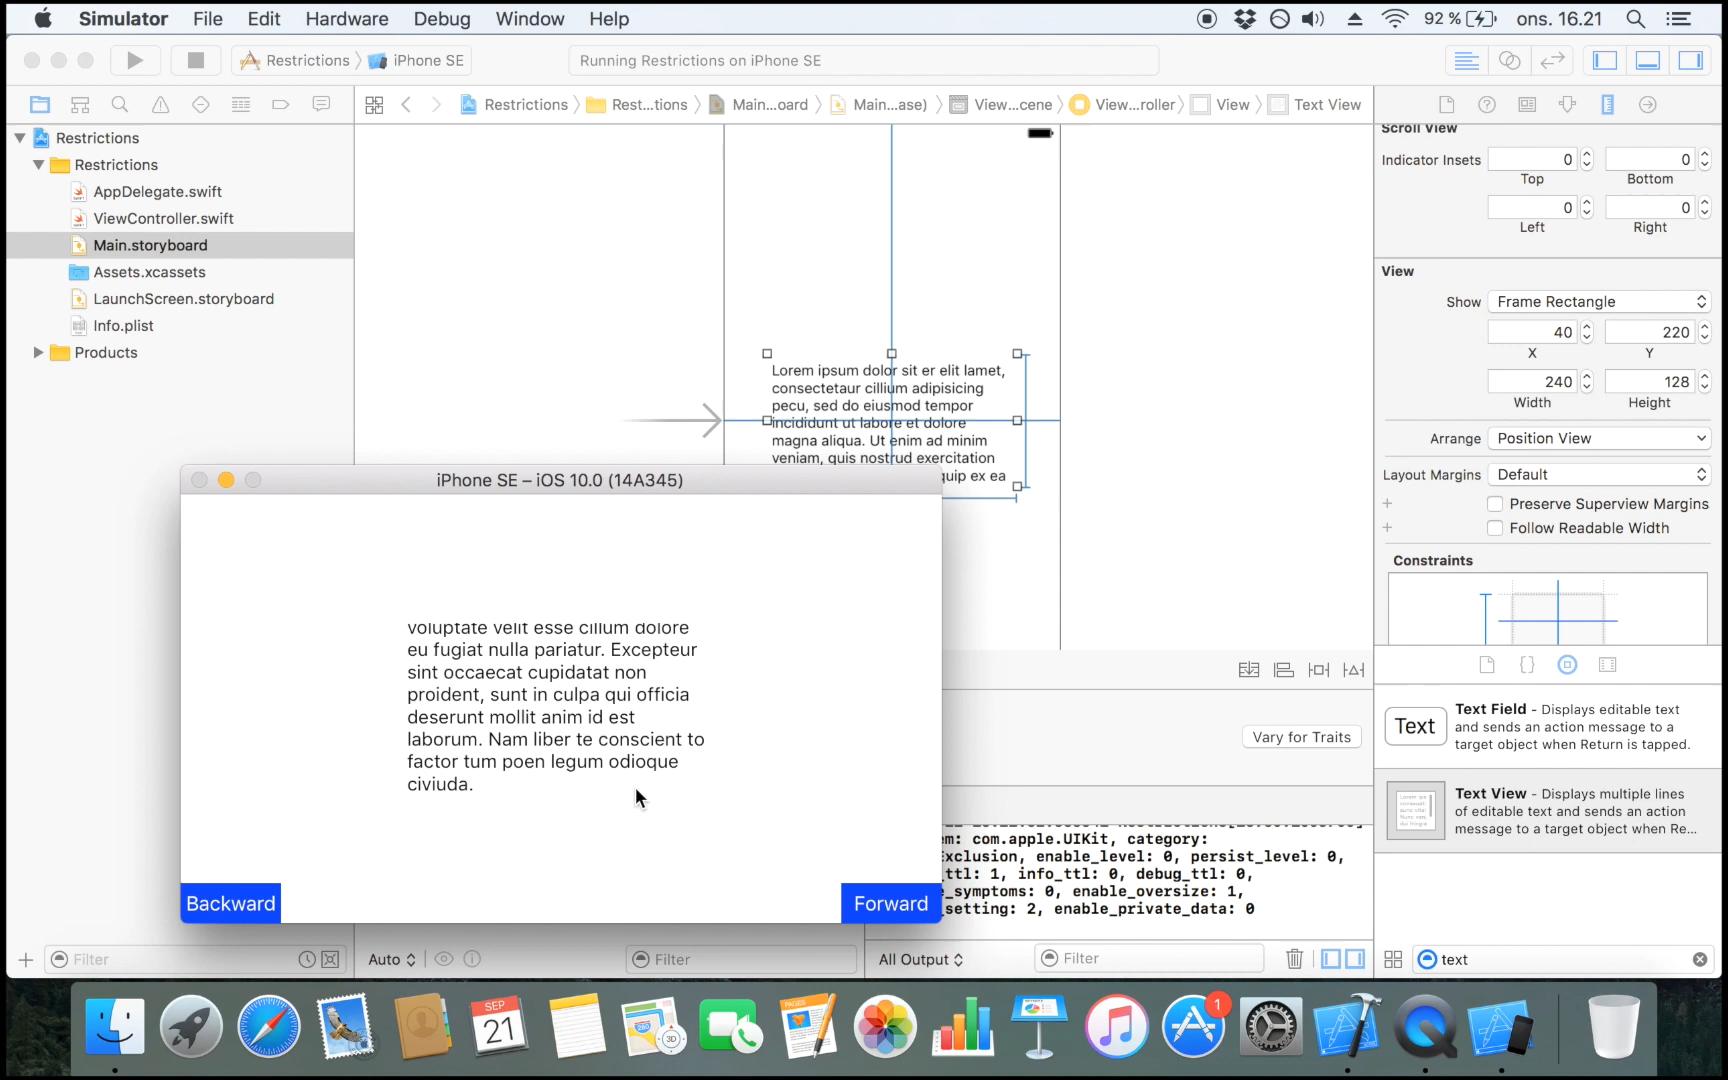 Simulator File Edit Hardware Debug Window Help 92 % ons. 16.21
Restrictions iPhone SE Running Restrictions on iPhone SE
Restrictions Rest...tions Main....oard Main....ase) View...cene View...roller View Text View
Restrictions
Restrictions
AppDelegate.swift
ViewController.swift
Main.storyboard
Assets.xcassets
LaunchScreen.storyboard
Info.plist
Products
Lorem ipsum dolor sit er elit lamet,
consectetaur cillium adipisicing
pecu, sed do eiusmod tempor
incididunt ut labore et dolore
magna aliqua. Ut enim ad minim
veniam, quis nostrud exercitation
quip ex ea
iPhone SE – iOS 10.0 (14A345)
voluptate velit esse cillum dolore
eu fugiat nulla pariatur. Excepteur
sint occaecat cupidatat non
proident, sunt in culpa qui officia
deserunt mollit anim id est
laborum. Nam liber te conscient to
factor tum poen legum odioque
civiuda.
Backward Forward
Vary for Traits
em: com.apple.UIKit, category:
xclusion, enable_level: 0, persist_level: 0,
ttl: 1, info_ttl: 0, debug_ttl: 0,
_symptoms: 0, enable_oversize: 1,
setting: 2, enable_private_data: 0
Scroll View
Indicator Insets 0 0
Top Bottom
0 0
Left Right
View
Show Frame Rectangle
40 220
X Y
240 128
Width Height
Arrange Position View
Layout Margins Default
Preserve Superview Margins
Follow Readable Width
Constraints
Text
Text Field - Displays editable text
and sends an action message to a
target object when Return is tapped.
Text View - Displays multiple lines
of editable text and sends an action
message to a target object when Re...
Filter Auto Filter All Output Filter text
SEP
21
280
3D
PAGES
1